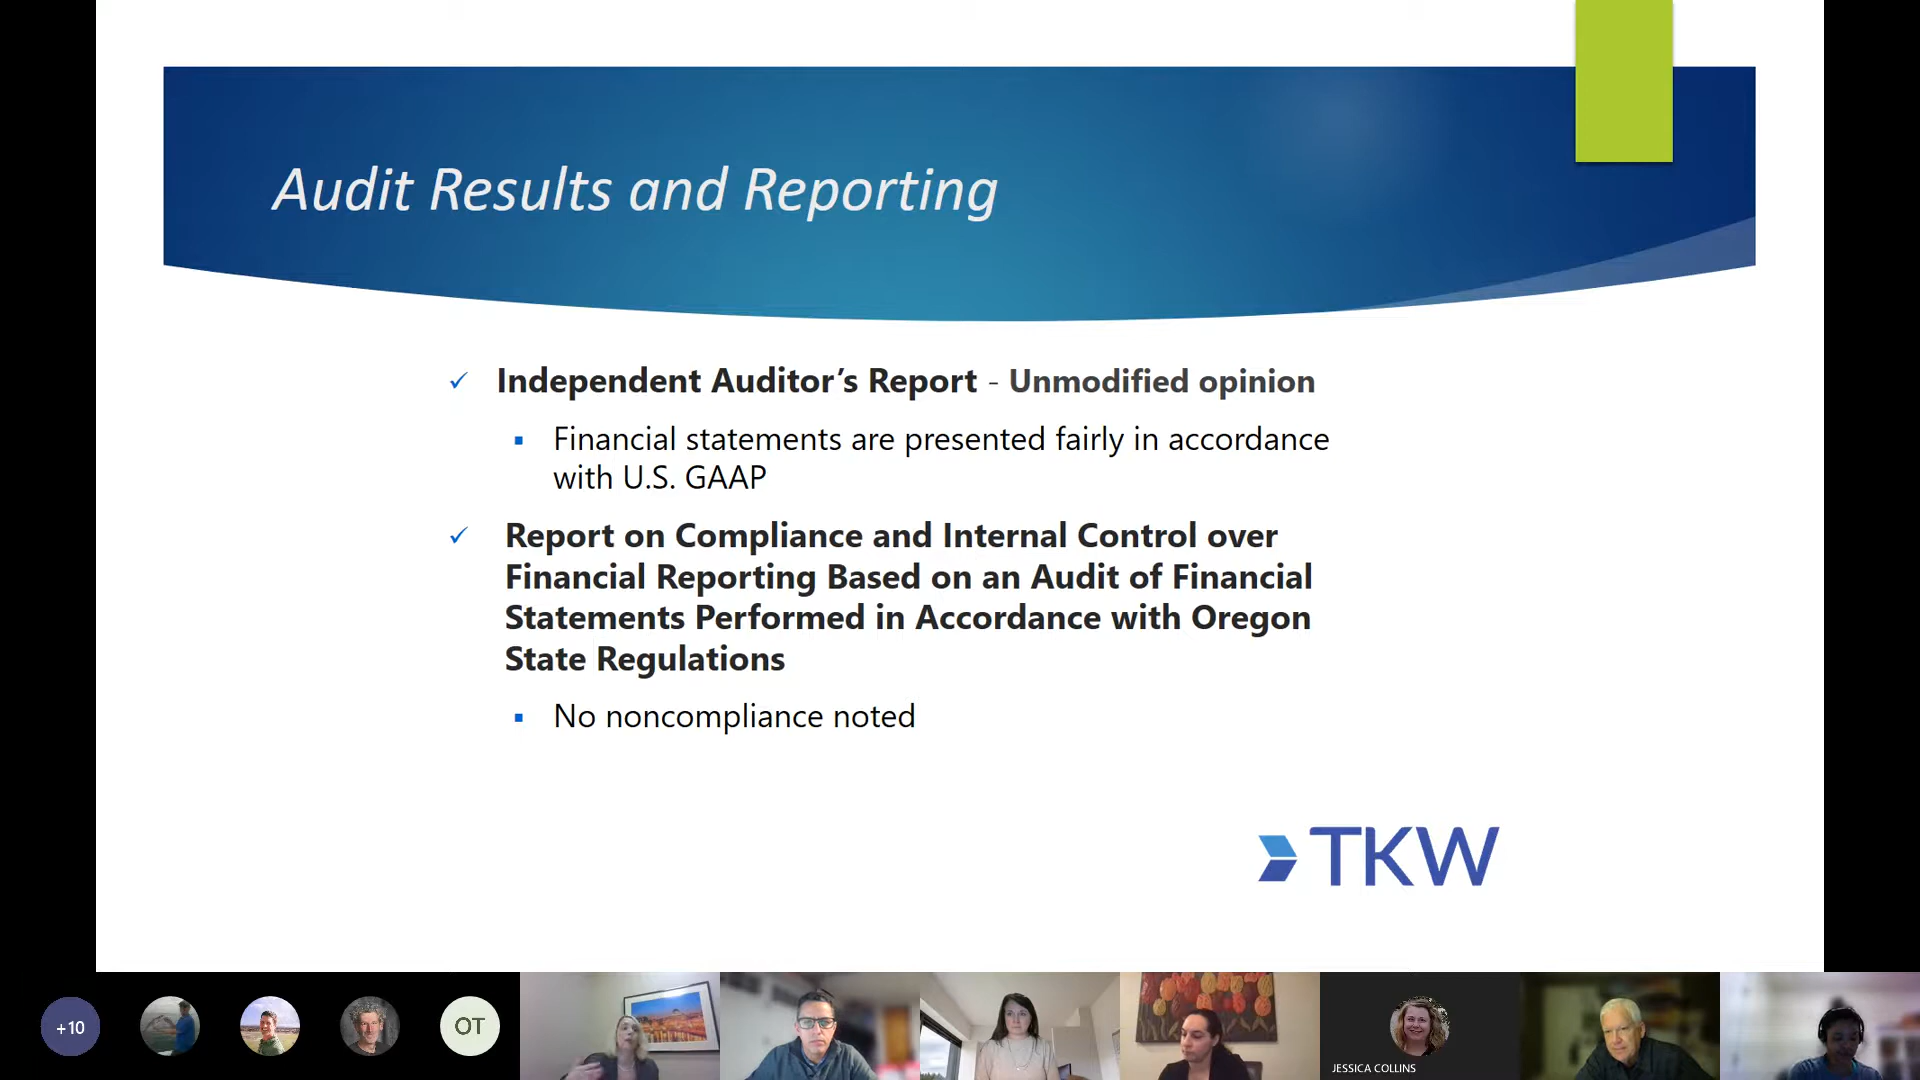 Audit Results and Reporting
Independent Auditor’s Report - Unmodified opinion
Financial statements are presented fairly in accordance
with U.S. GAAP
Report on Compliance and Internal Control over
Financial Reporting Based on an Audit of Financial
Statements Performed in Accordance with Oregon
State Regulations
No noncompliance noted
TKW
+10
OT
JESSICA COLLINS